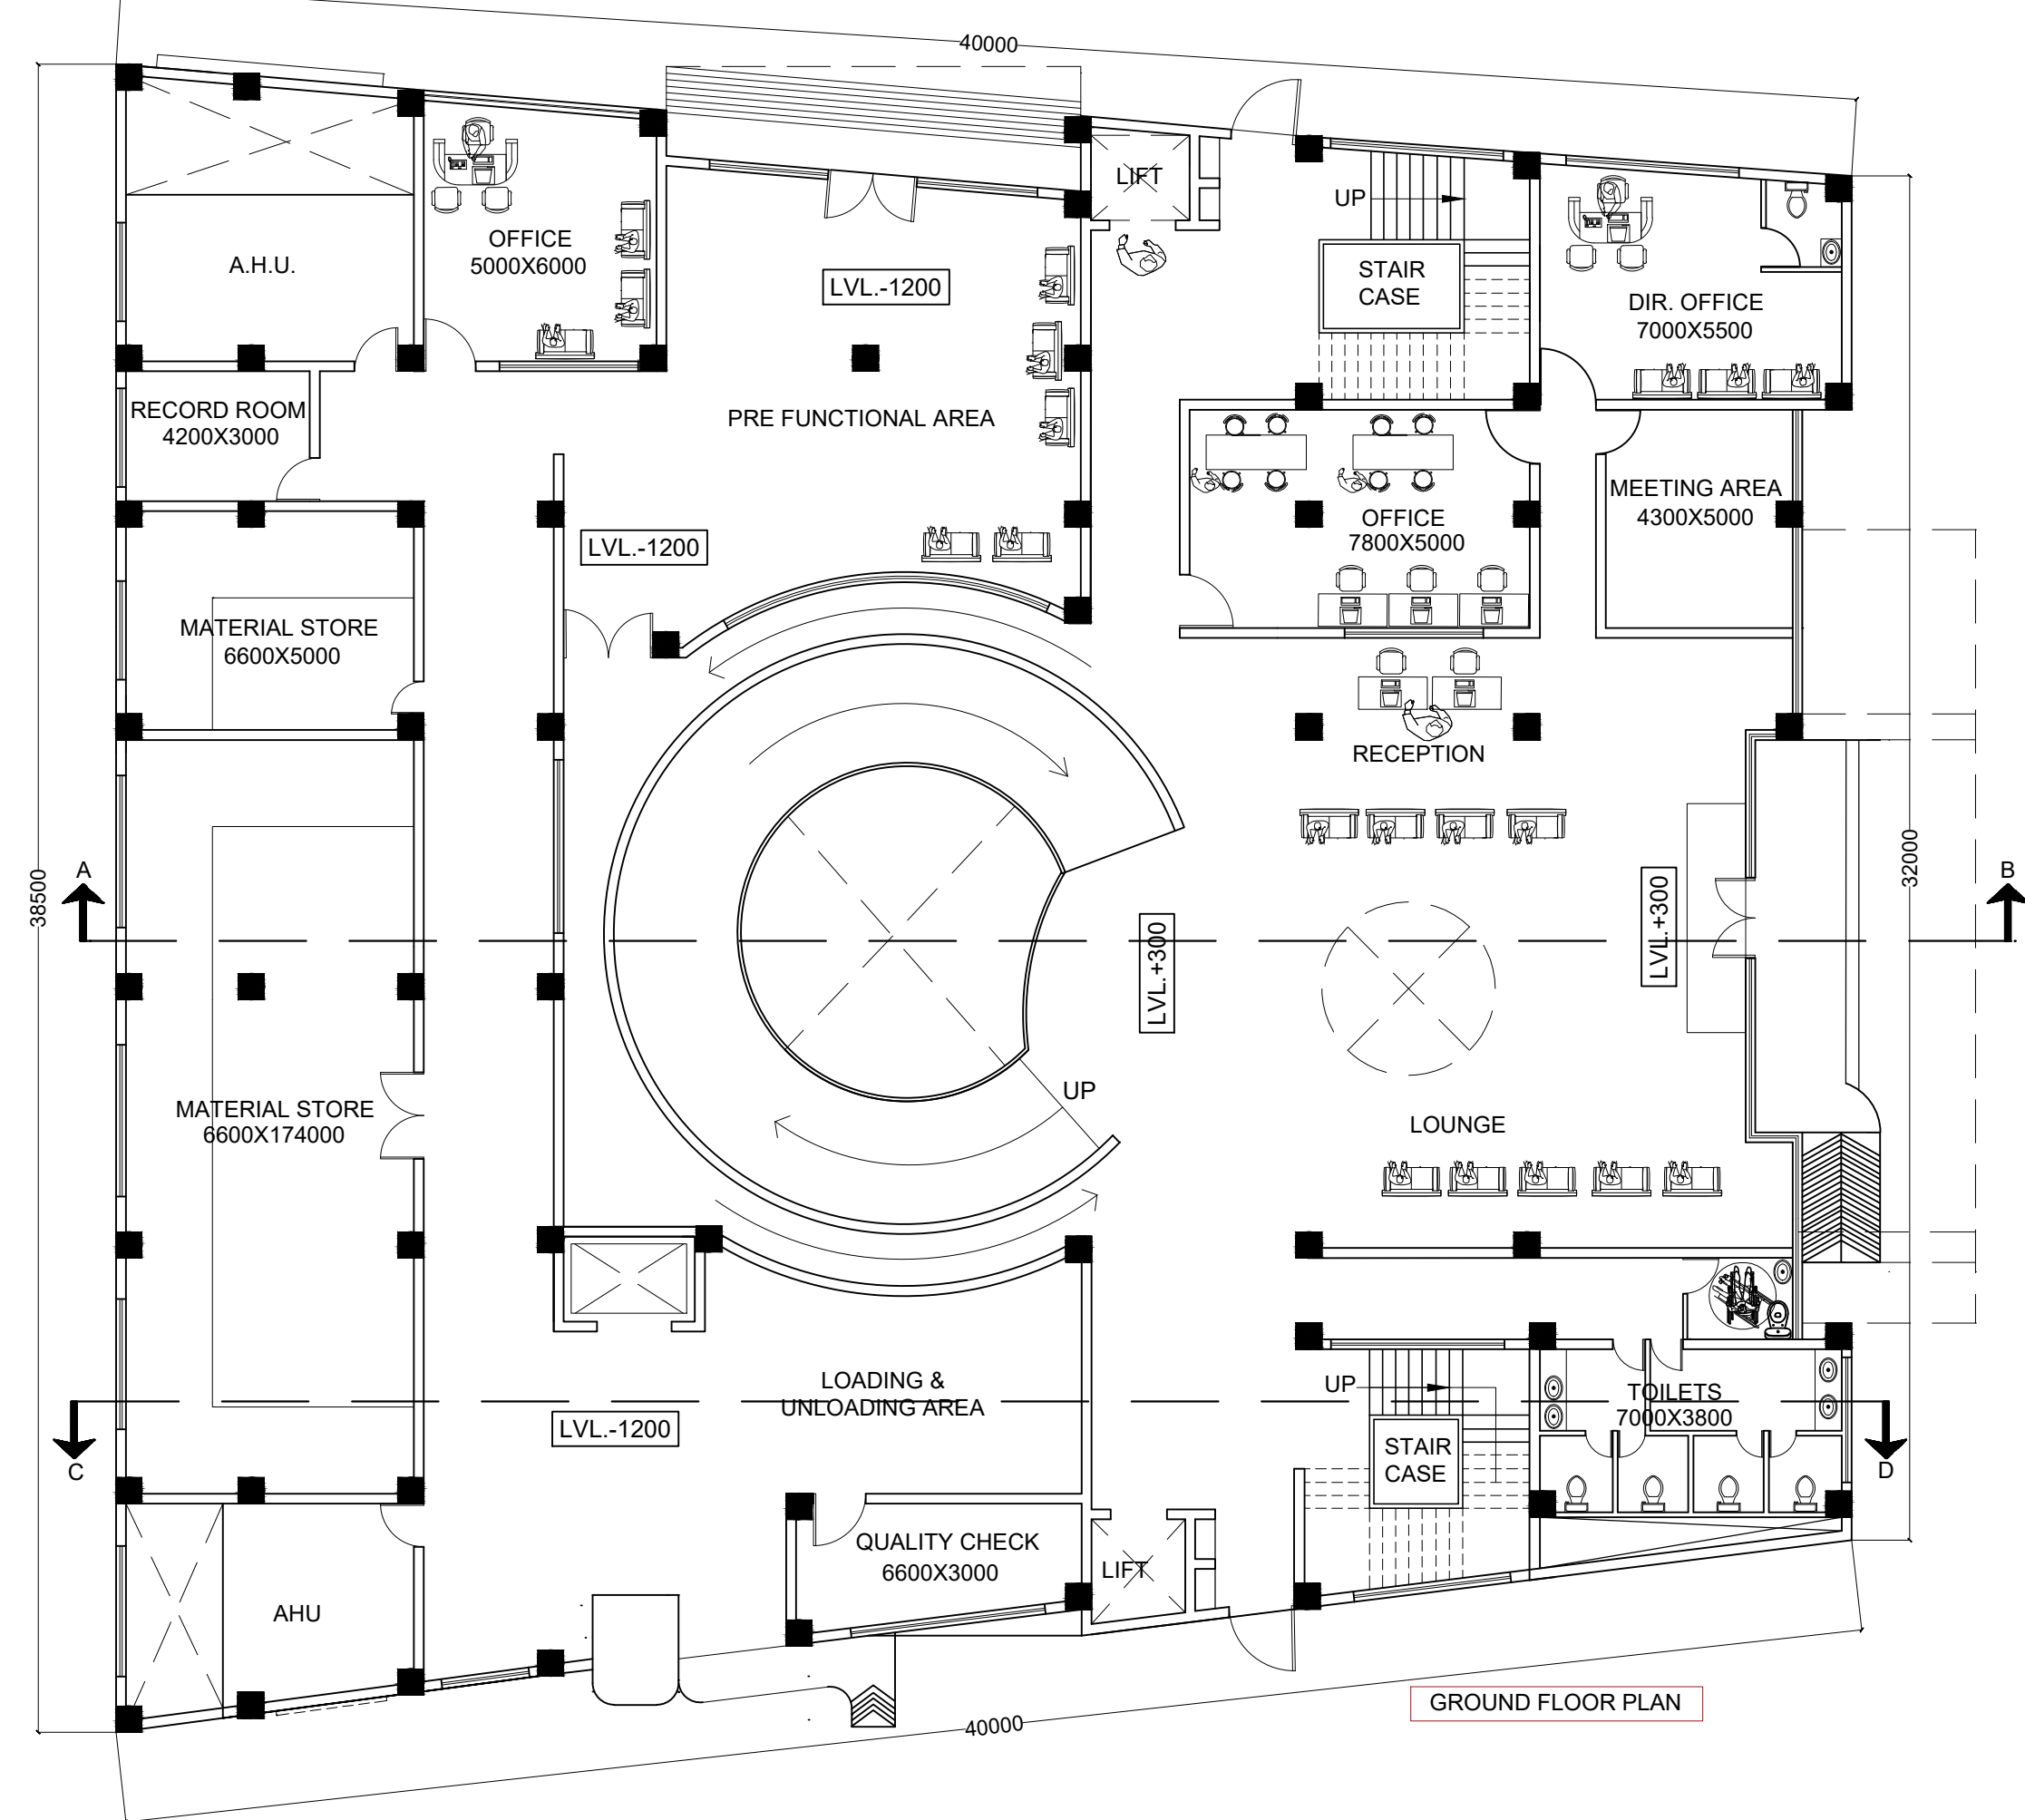 40000
LIFT
UP
OFFICE
5000X6000
A.H.U.
LVL.-1200
STAIR
CASE
DIR. OFFICE
7000X5500
RECORD ROOM
4200X3000
PRE FUNCTIONAL AREA
MEETING AREA
4300X5000
OFFICE
7800X5000
LVL.-1200
MATERIAL STORE
6600X5000
RECEPTION
A
38500
32000
B
LVL.+300
LVL.+300
UP
MATERIAL STORE
6600X174000
LOUNGE
LOADING &
UNLOADING AREA
UP
TOILETS
7000X3800
LVL.-1200
STAIR
CASE
C
D
QUALITY CHECK
6600X3000
LIFT
AHU
GROUND FLOOR PLAN
40000